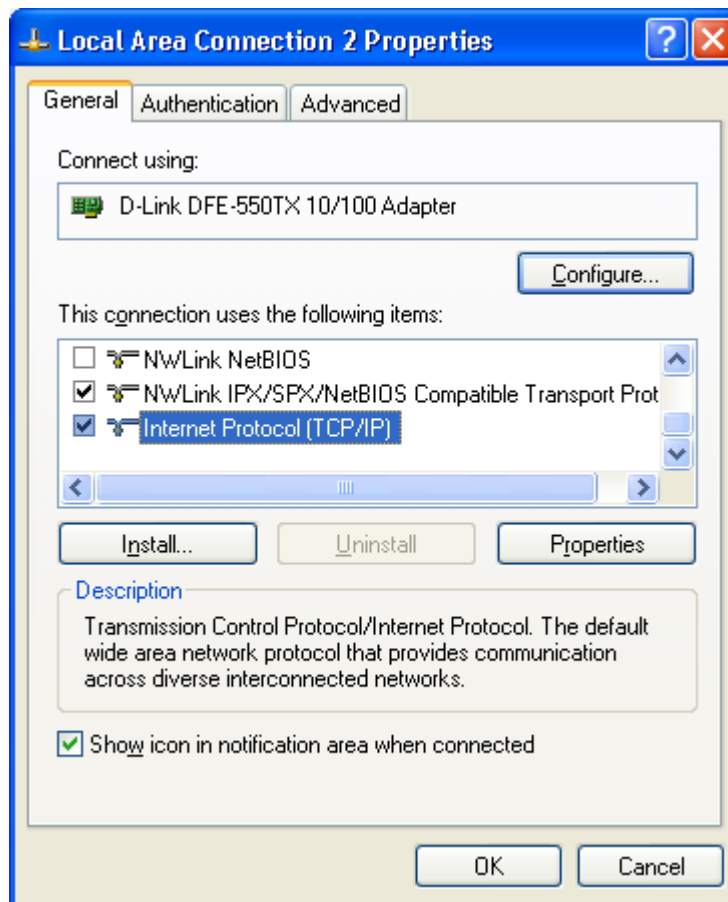 Local Area Connection 2 Properties
?
General Authentication Advanced
Connect using:
D-Link DFE-550TX 10/100 Adapter
Configure...
This connection uses the following items:
NWLink NetBIOS
NWLink IPX/SPX/NetBIOS Compatible Transport Prot
Internet Protocol (TCP/IP)
Install... Uninstall Properties
Description
Transmission Control Protocol/Internet Protocol. The default
wide area network protocol that provides communication
across diverse interconnected networks.
Show icon in notification area when connected
OK Cancel